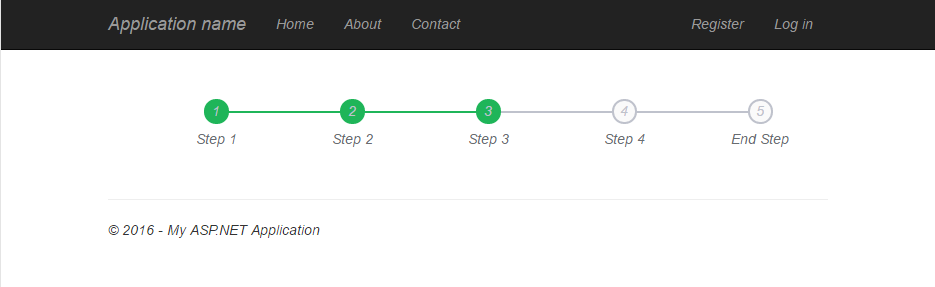 Application name Home About Contact Register Log in
1 2 3 4 5
Step 1 Step 2 Step 3 Step 4 End Step
© 2016 - My ASP.NET Application